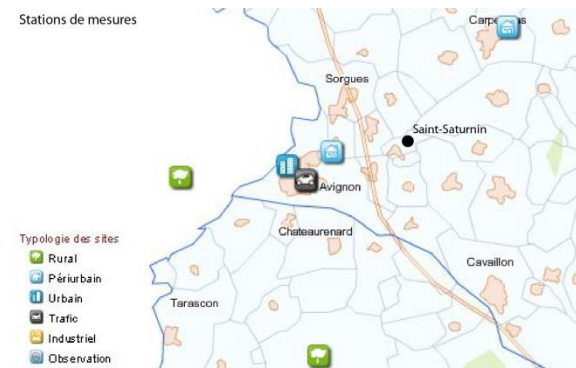 Stations de mesures
Sorgues
Saint-Saturnin
Avignon
Chateaurenard
Cavaillon
Tarascon
Typologie des sites
Rural
Périurbain
Urbain
Trafic
Industriel
Observation